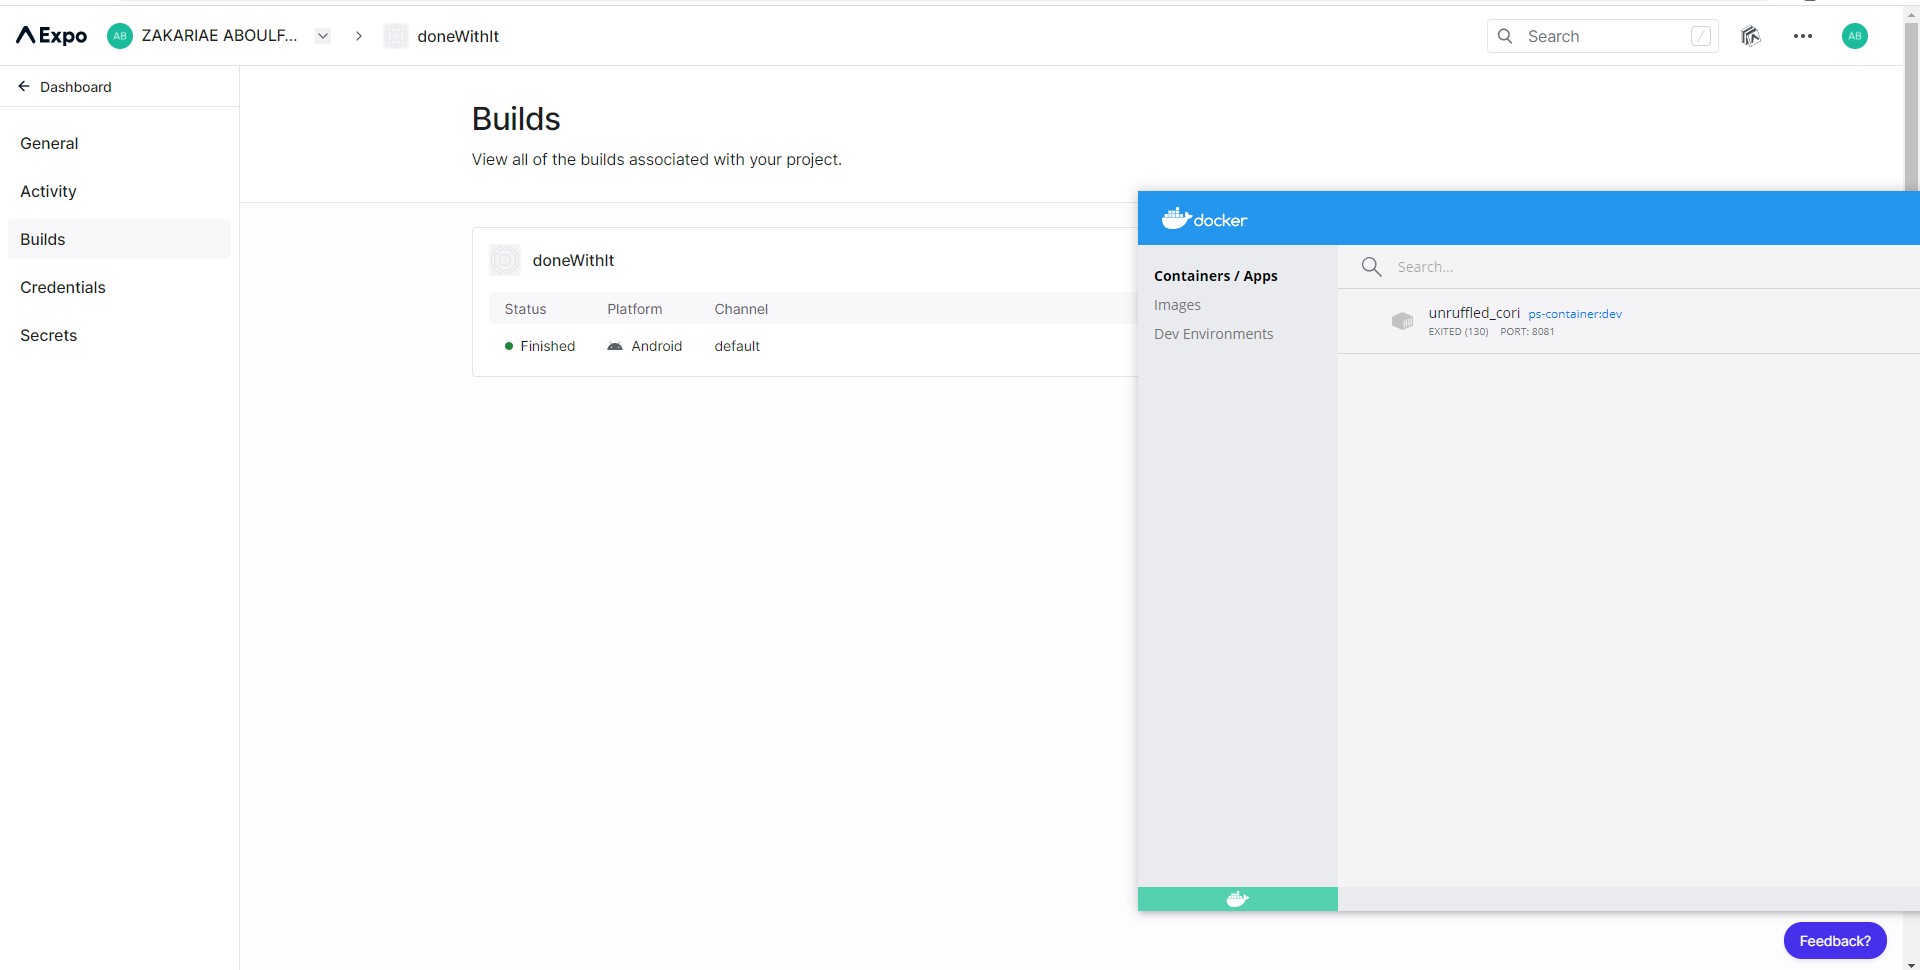 Expo
AB
ZAKARIAE ABOULF...
doneWithIt
Search
/
AB
Dashboard
General
Activity
Builds
Credentials
Secrets
Builds
View all of the builds associated with your project.
doneWithIt
Status Platform Channel
Finished Android default
docker
Containers / Apps
Images
Dev Environments
Search...
unruffled_cori ps-container:dev
EXITED (130) PORT: 8081
Feedback?